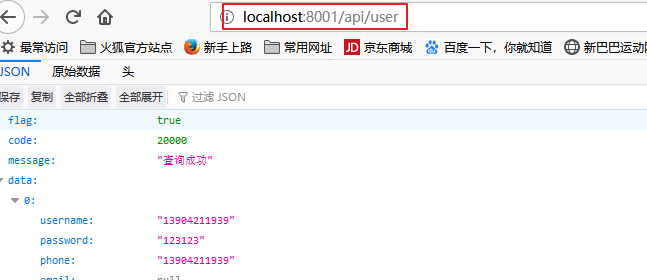 localhost:8001/api/user
最常访问 火狐官方站点 新手上路 常用网址 JD 京东商城 百度一下，你就知道 新巴巴运动
JSON 原始数据 头
保存 复制 全部折叠 全部展开 过滤 JSON
flag: true
code: 20000
message: "查询成功"
data:
0:
username: "13904211939"
password: "123123"
phone: "13904211939"
email: null